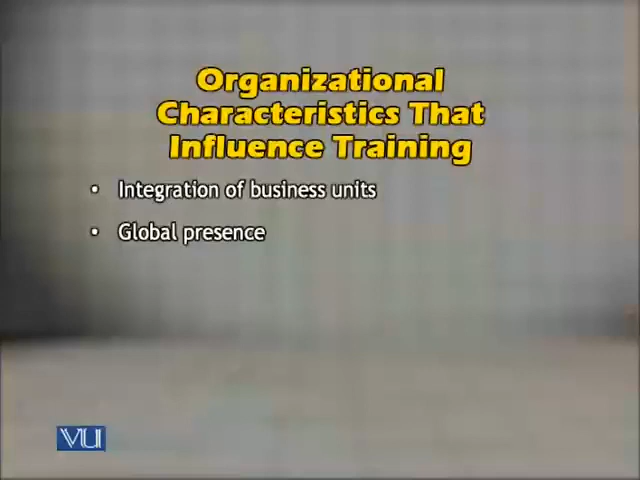 Organizational
Characteristics That
Influence Training
• Integration of business units
• Global presence
VU